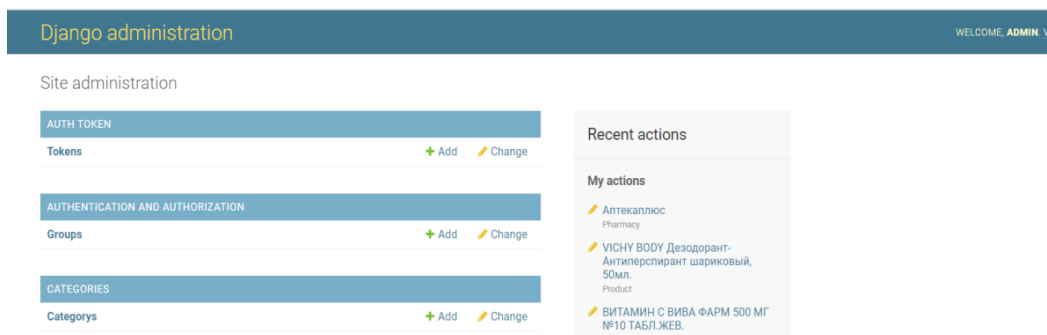 Django administration
WELCOME, ADMIN.
Site administration
AUTH TOKEN
Tokens
Add
Change
AUTHENTICATION AND AUTHORIZATION
Groups
Add
Change
CATEGORIES
Categorys
Add
Change
Recent actions
My actions
Аптекаплюс
Pharmacy
VICHY BODY Дезодорант-
Антиперспирант шариковый,
50мл.
Product
ВИТАМИН С ВИВА ФАРМ 500 МГ
№10 ТАБЛ.ЖЕВ.